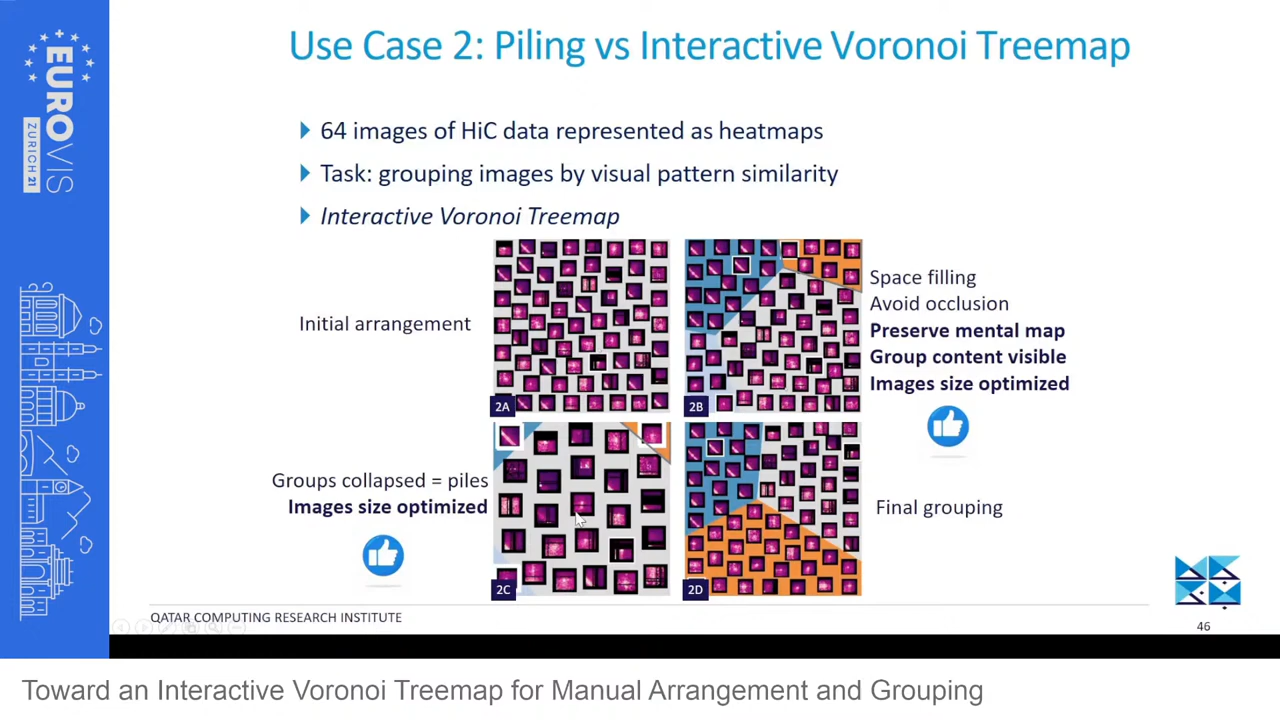 Use Case 2: Piling vs Interactive Voronoi Treemap
EUROVIS
ZURICH 21
64 images of HiC data represented as heatmaps
Task: grouping images by visual pattern similarity
Interactive Voronoi Treemap
Initial arrangement
2A
2B
Space filling
Avoid occlusion
Preserve mental map
Group content visible
Images size optimized
Groups collapsed = piles
Images size optimized
2C
2D
Final grouping
QATAR COMPUTING RESEARCH INSTITUTE
46
Toward an Interactive Voronoi Treemap for Manual Arrangement and Grouping